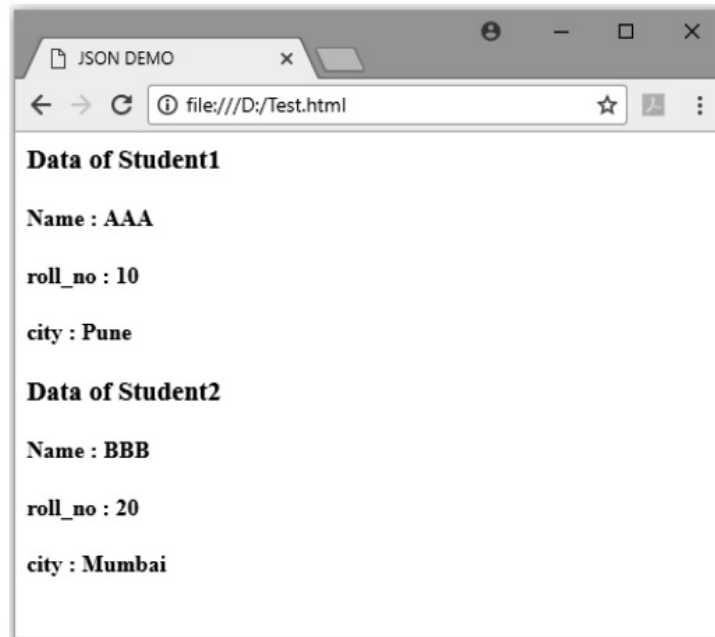 JSON DEMO
file:///D:/Test.html
Data of Student1
Name : AAA
roll_no : 10
city : Pune
Data of Student2
Name : BBB
roll_no : 20
city : Mumbai